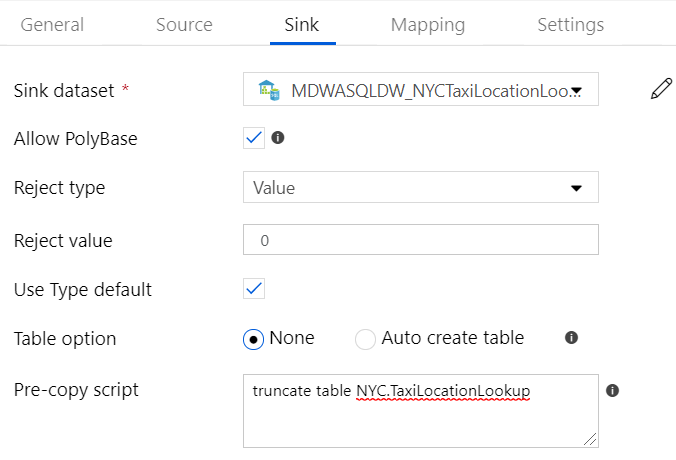 General Source Sink Mapping Settings
Sink dataset * MDWASQLDW_NYCTaxiLocationLoo...
Allow PolyBase
Reject type Value
Reject value 0
Use Type default
Table option None Auto create table
Pre-copy script truncate table NYC.TaxiLocationLookup